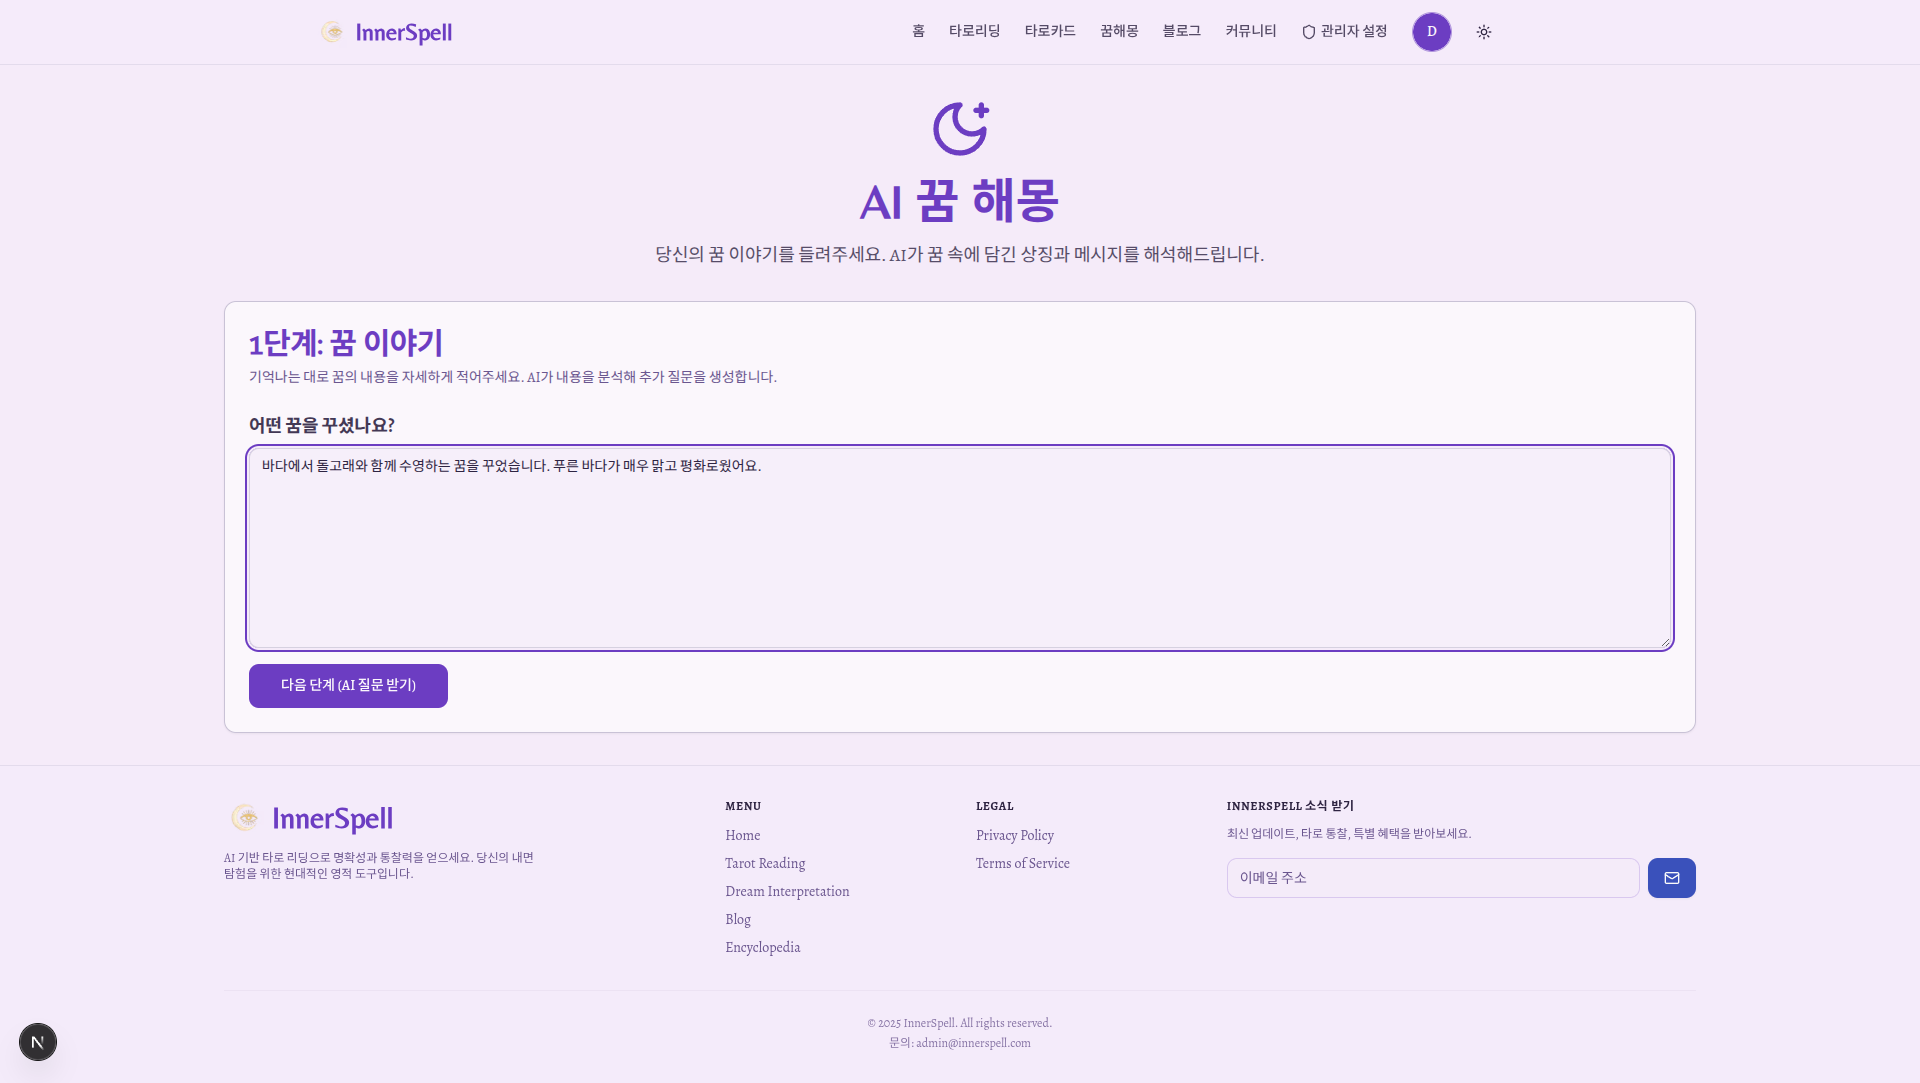 InnerSpell
홈
타로리딩
타로카드
꿈해몽
블로그
커뮤니티
관리자 설정
D
AI 꿈 해몽
당신의 꿈 이야기를 들려주세요. AI가 꿈 속에 담긴 상징과 메시지를 해석해드립니다.
1단계: 꿈 이야기
기억나는 대로 꿈의 내용을 자세하게 적어주세요. AI가 내용을 분석해 추가 질문을 생성합니다.
어떤 꿈을 꾸셨나요?
바다에서 돌고래와 함께 수영하는 꿈을 꾸었습니다. 푸른 바다가 매우 맑고 평화로웠어요.
다음 단계 (AI 질문 받기)
InnerSpell
AI 기반 타로 리딩으로 명확성과 통찰력을 얻으세요. 당신의 내면
탐험을 위한 현대적인 영적 도구입니다.
MENU
Home
Tarot Reading
Dream Interpretation
Blog
Encyclopedia
LEGAL
Privacy Policy
Terms of Service
INNERSPELL 소식 받기
최신 업데이트, 타로 통찰, 특별 혜택을 받아보세요.
이메일 주소
© 2025 InnerSpell. All rights reserved.
문의: admin@innerspell.com
N